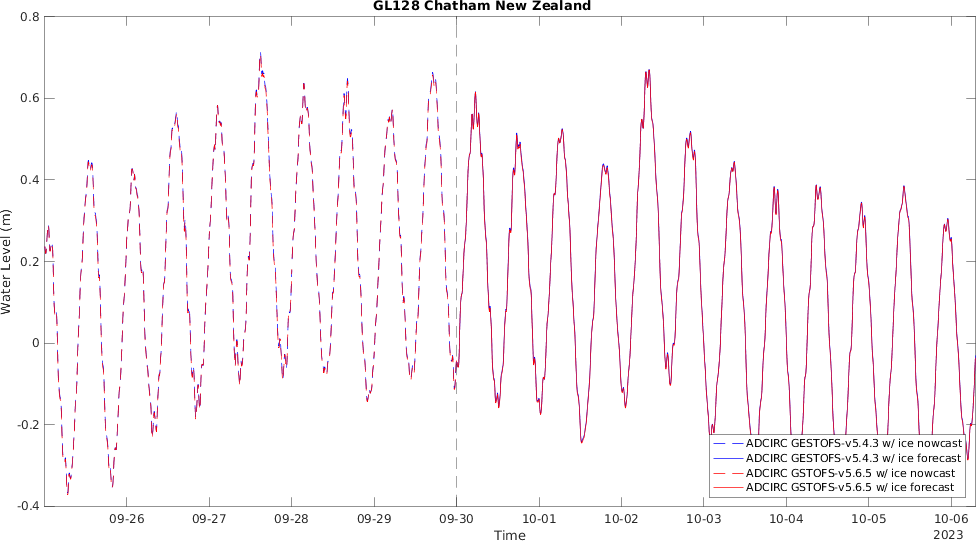 GL128 Chatham New Zealand
0.8
0.6
0.4
0.2
0
-0.2
-0.4
Water Level (m)
ADCIRC GESTOFS-v5.4.3 w/ ice nowcast
ADCIRC GESTOFS-v5.4.3 w/ ice forecast
ADCIRC GSTOFS-v5.6.5 w/ ice nowcast
ADCIRC GSTOFS-v5.6.5 w/ ice forecast
09-26 09-27 09-28 09-29 09-30 10-01 10-02 10-03 10-04 10-05 10-06
Time 2023